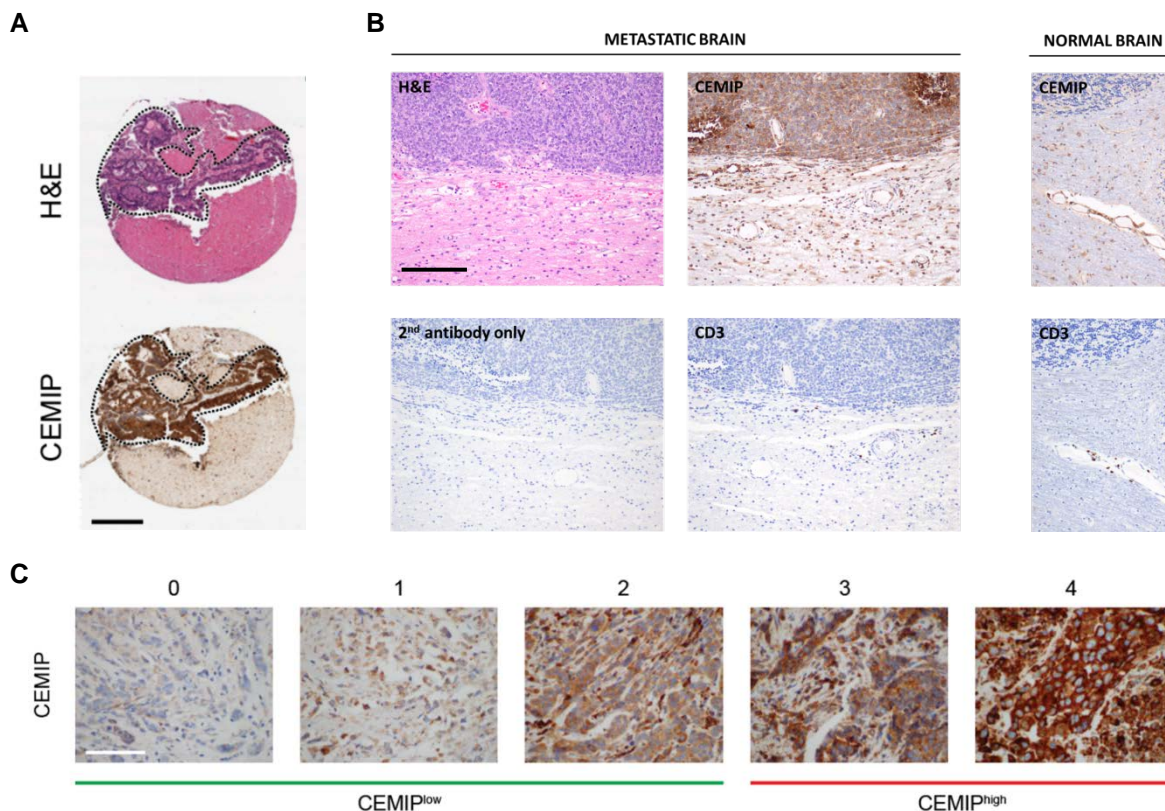 A
H&E
CEMIP
B
METASTATIC BRAIN
NORMAL BRAIN
H&E
CEMIP
CEMIP
2nd antibody only
CD3
CD3
C
0
1
2
3
4
CEMIP
CEMIPlow
CEMIPhigh